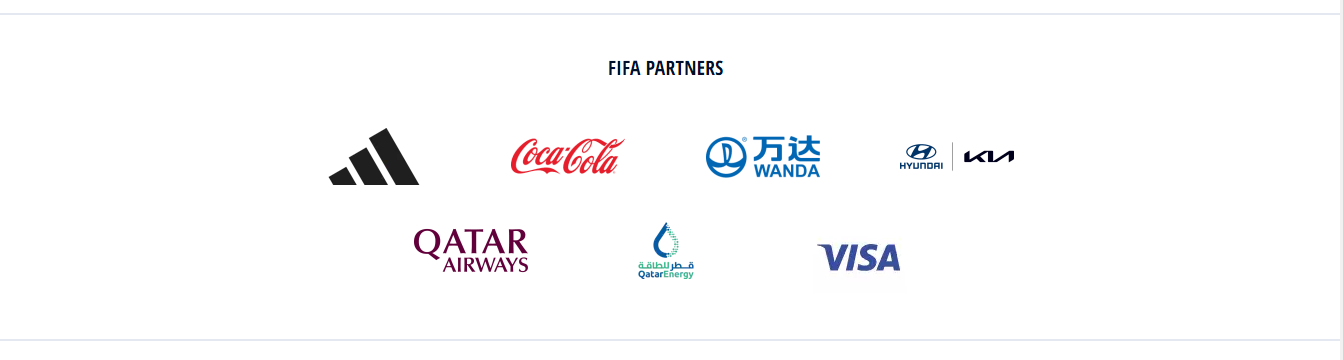 FIFA PARTNERS
Coca-Cola
万达
WANDA
HYUNDAI
KIA
QATAR
AIRWAYS
قطر للطاقة
QatarEnergy
VISA